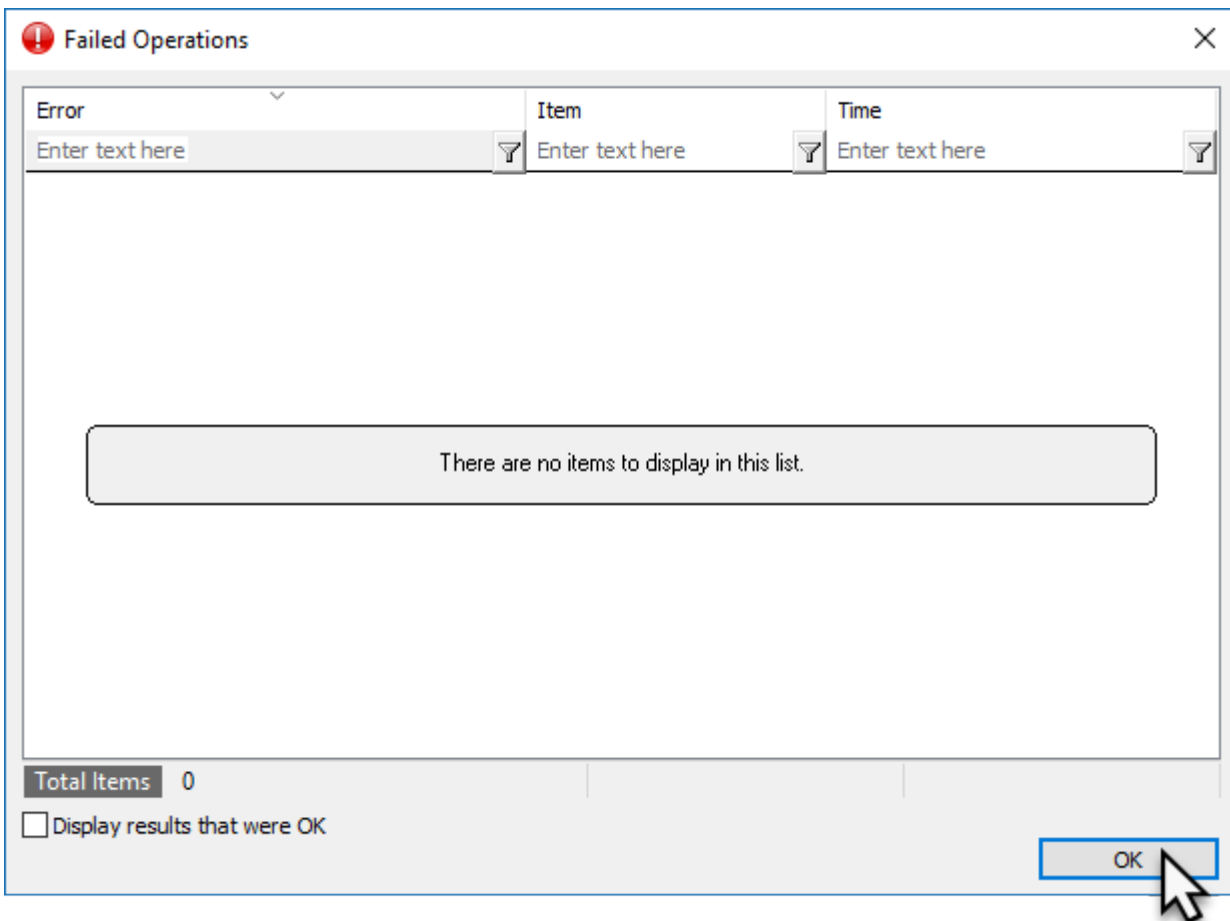 Failed Operations
Error Item Time
Enter text here Enter text here Enter text here
There are no items to display in this list.
Total Items 0
Display results that were OK
OK